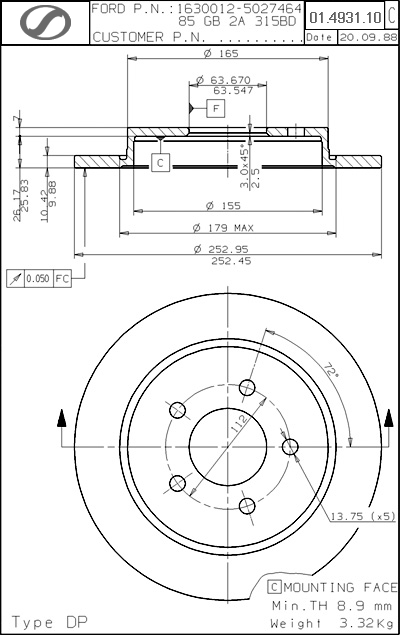 FORD P.N.:1630012-5027464
85 GB 2A 315BD
CUSTOMER P.N. ..........
01.4931.10 C
Date 20.09.88
Ø 165
Ø 63.670
63.547
F
7
C
3.0x45°
2.5
26.17
25.83
10.42
9.88
Ø 155
Ø 179 MAX
Ø 252.95
252.45
0.050 FC
72°
112
13.75 (x5)
C MOUNTING FACE
Min.TH 8.9 mm
Type DP
Weight 3.32Kg